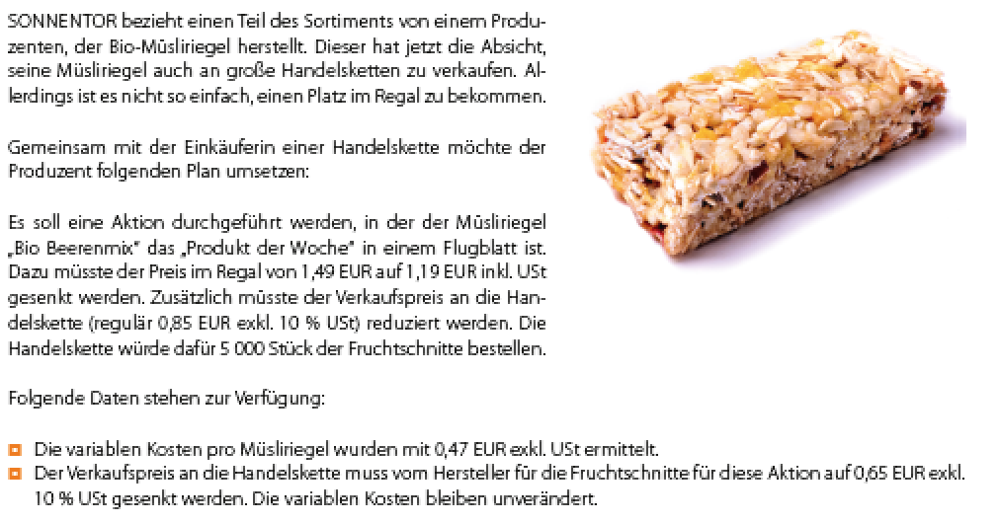 SONNENTOR bezieht einen Teil des Sortiments von einem Produ-
zenten, der Bio-Müsliriegel herstellt. Dieser hat jetzt die Absicht,
seine Müsliriegel auch an große Handelsketten zu verkaufen. Al-
lerdings ist es nicht so einfach, einen Platz im Regal zu bekommen.
Gemeinsam mit der Einkäuferin einer Handelskette möchte der
Produzent folgenden Plan umsetzen:
Es soll eine Aktion durchgeführt werden, in der der Müsliriegel
„Bio Beerenmix“ das „Produkt der Woche“ in einem Flugblatt ist.
Dazu müsste der Preis im Regal von 1,49 EUR auf 1,19 EUR inkl. USt
gesenkt werden. Zusätzlich müsste der Verkaufspreis an die Han-
delskette (regulär 0,85 EUR exkl. 10 % USt) reduziert werden. Die
Handelskette würde dafür 5 000 Stück der Fruchtschnitte bestellen.
Folgende Daten stehen zur Verfügung:
Die variablen Kosten pro Müsliriegel wurden mit 0,47 EUR exkl. USt ermittelt.
Der Verkaufspreis an die Handelskette muss vom Hersteller für die Fruchtschnitte für diese Aktion auf 0,65 EUR exkl.
10 % USt gesenkt werden. Die variablen Kosten bleiben unverändert.